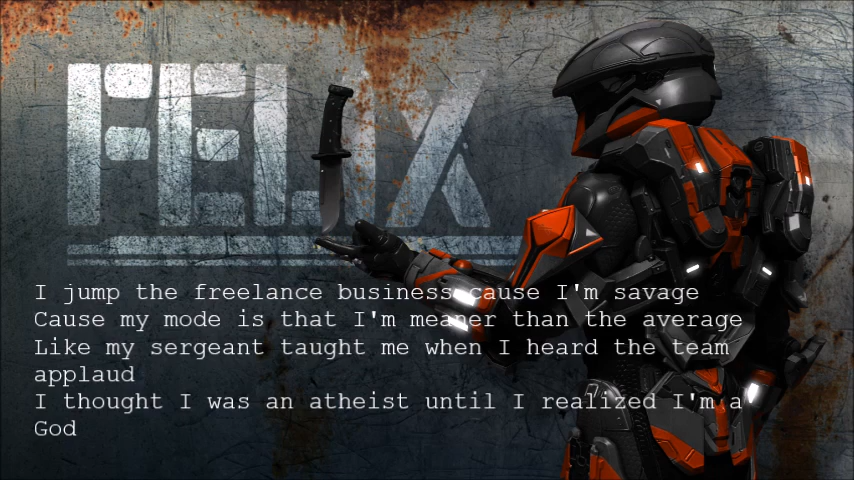 FELIX
I jump the freelance business cause I'm savage
Cause my mode is that I'm meaner than the average
Like my sergeant taught me when I heard the team
applaud
I thought I was an atheist until I realized I'm a
God